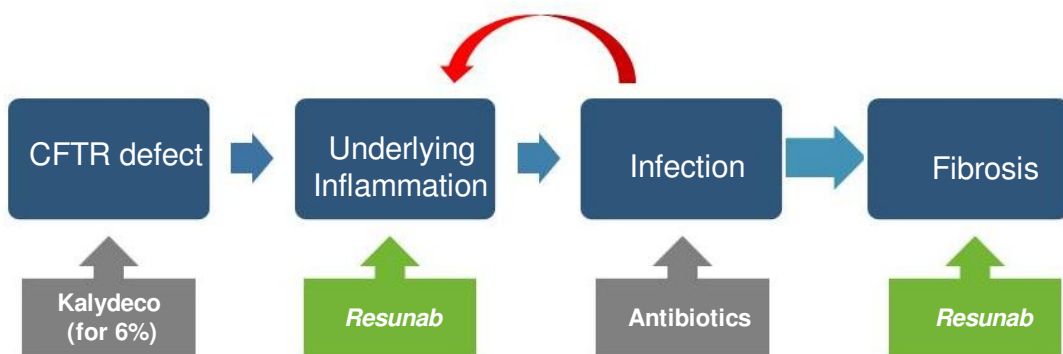 CFTR defect
Underlying
Inflammation
Infection
Fibrosis
Kalydeco
(for 6%)
Resunab
Antibiotics
Resunab